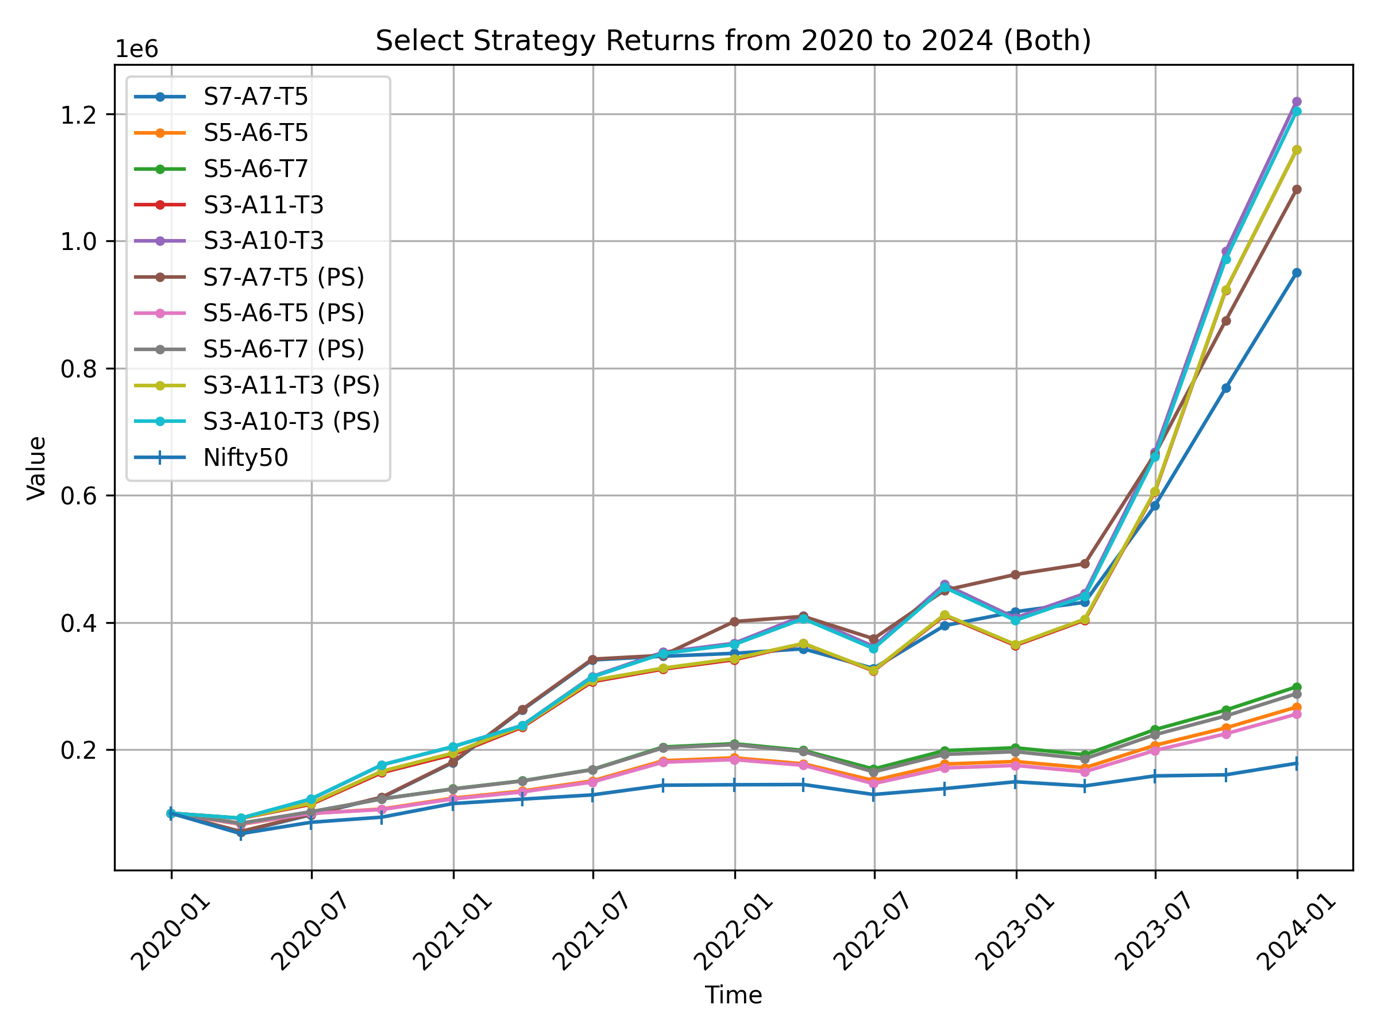 Select Strategy Returns from 2020 to 2024 (Both)
1e6
1.2
1.0
0.8
0.6
0.4
0.2
Value
S7-A7-T5
S5-A6-T5
S5-A6-T7
S3-A11-T3
S3-A10-T3
S7-A7-T5 (PS)
S5-A6-T5 (PS)
S5-A6-T7 (PS)
S3-A11-T3 (PS)
S3-A10-T3 (PS)
Nifty50
2020-01
2020-07
2021-01
2021-07
2022-01
2022-07
2023-01
2023-07
2024-01
Time